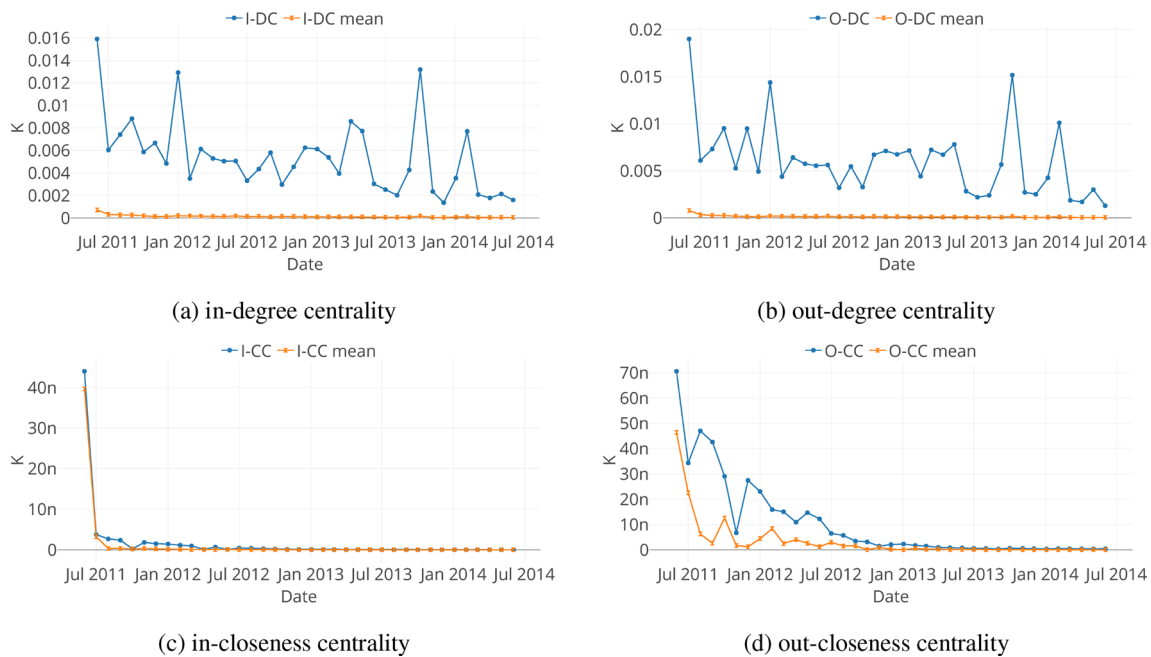 I-DC I-DC mean
0.016
0.014
0.012
0.01
0.008
0.006
0.004
0.002
0
K
Jul 2011 Jan 2012 Jul 2012 Jan 2013 Jul 2013 Jan 2014 Jul 2014
Date
(a) in-degree centrality
O-DC O-DC mean
0.02
0.015
0.01
0.005
0
K
Jul 2011 Jan 2012 Jul 2012 Jan 2013 Jul 2013 Jan 2014 Jul 2014
Date
(b) out-degree centrality
I-CC I-CC mean
40n
30n
20n
10n
0
K
Jul 2011 Jan 2012 Jul 2012 Jan 2013 Jul 2013 Jan 2014 Jul 2014
Date
(c) in-closeness centrality
O-CC O-CC mean
70n
60n
50n
40n
30n
20n
10n
0
K
Jul 2011 Jan 2012 Jul 2012 Jan 2013 Jul 2013 Jan 2014 Jul 2014
Date
(d) out-closeness centrality